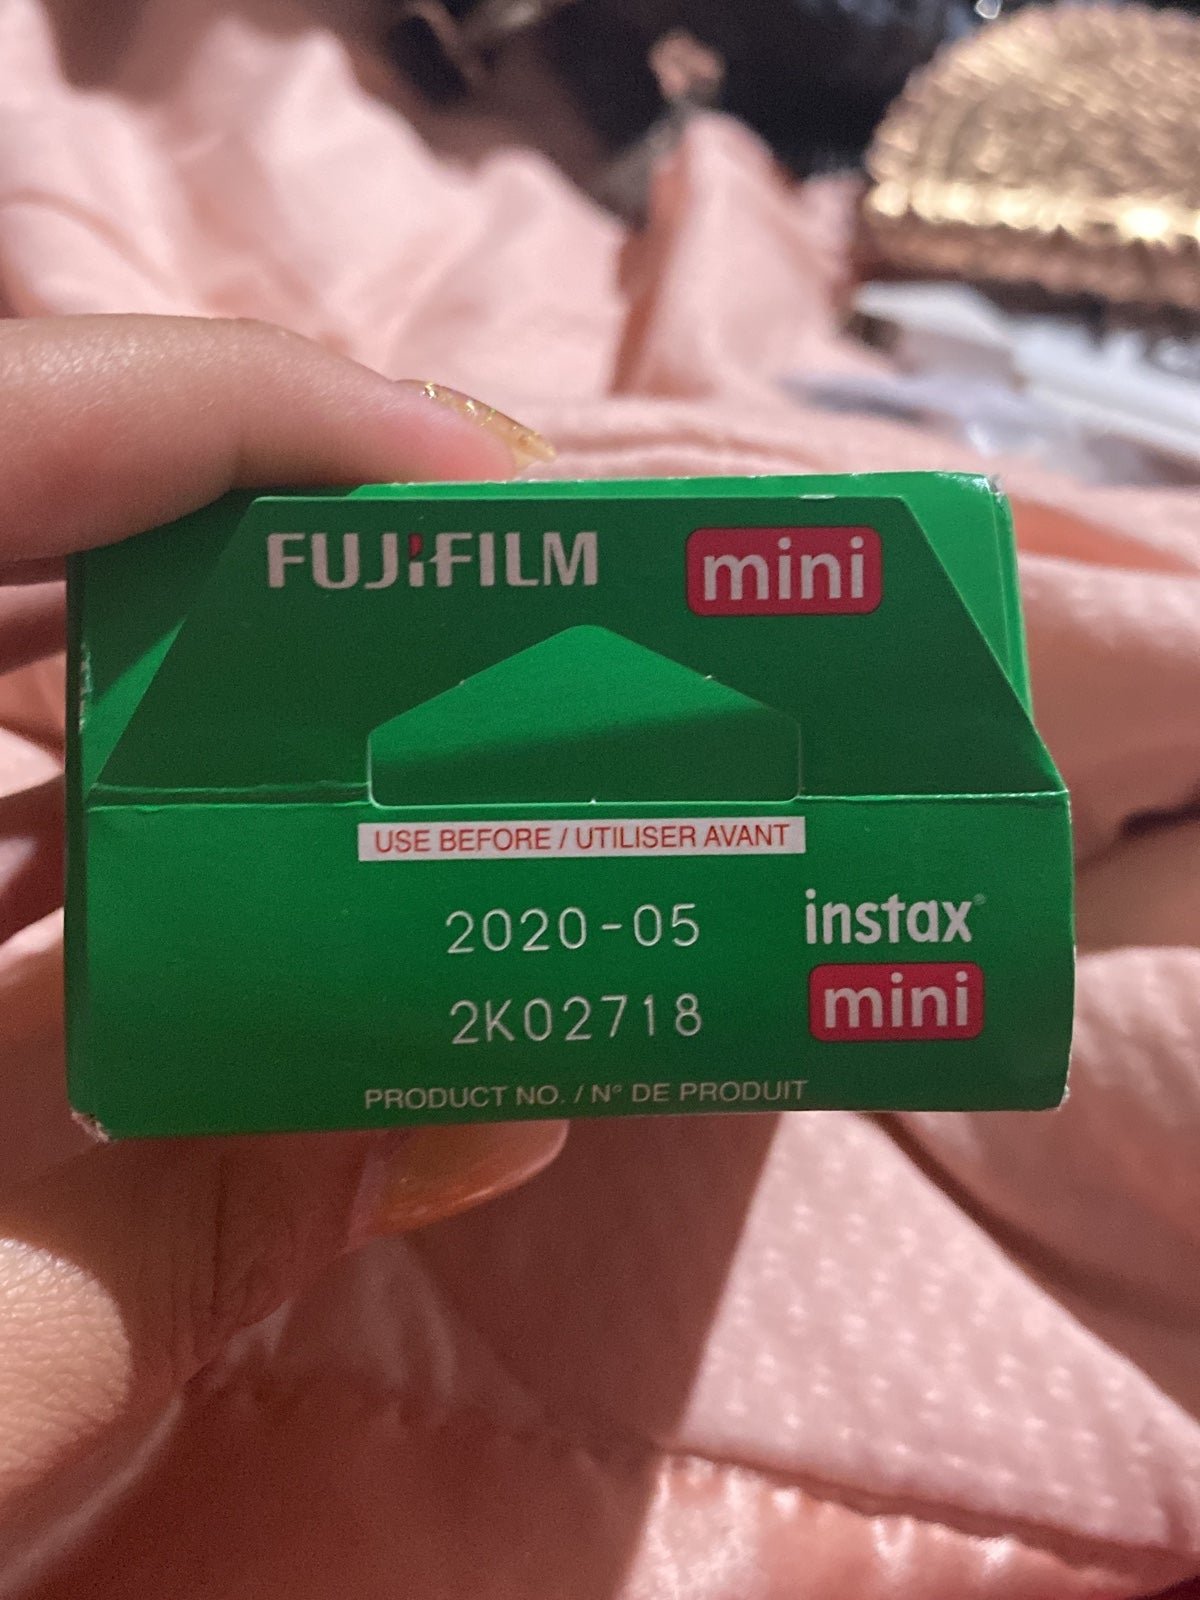 FUJIFILM mini
USE BEFORE / UTILISER AVANT
2020-05
2K02718
instax
mini
PRODUCT NO. / N° DE PRODUIT